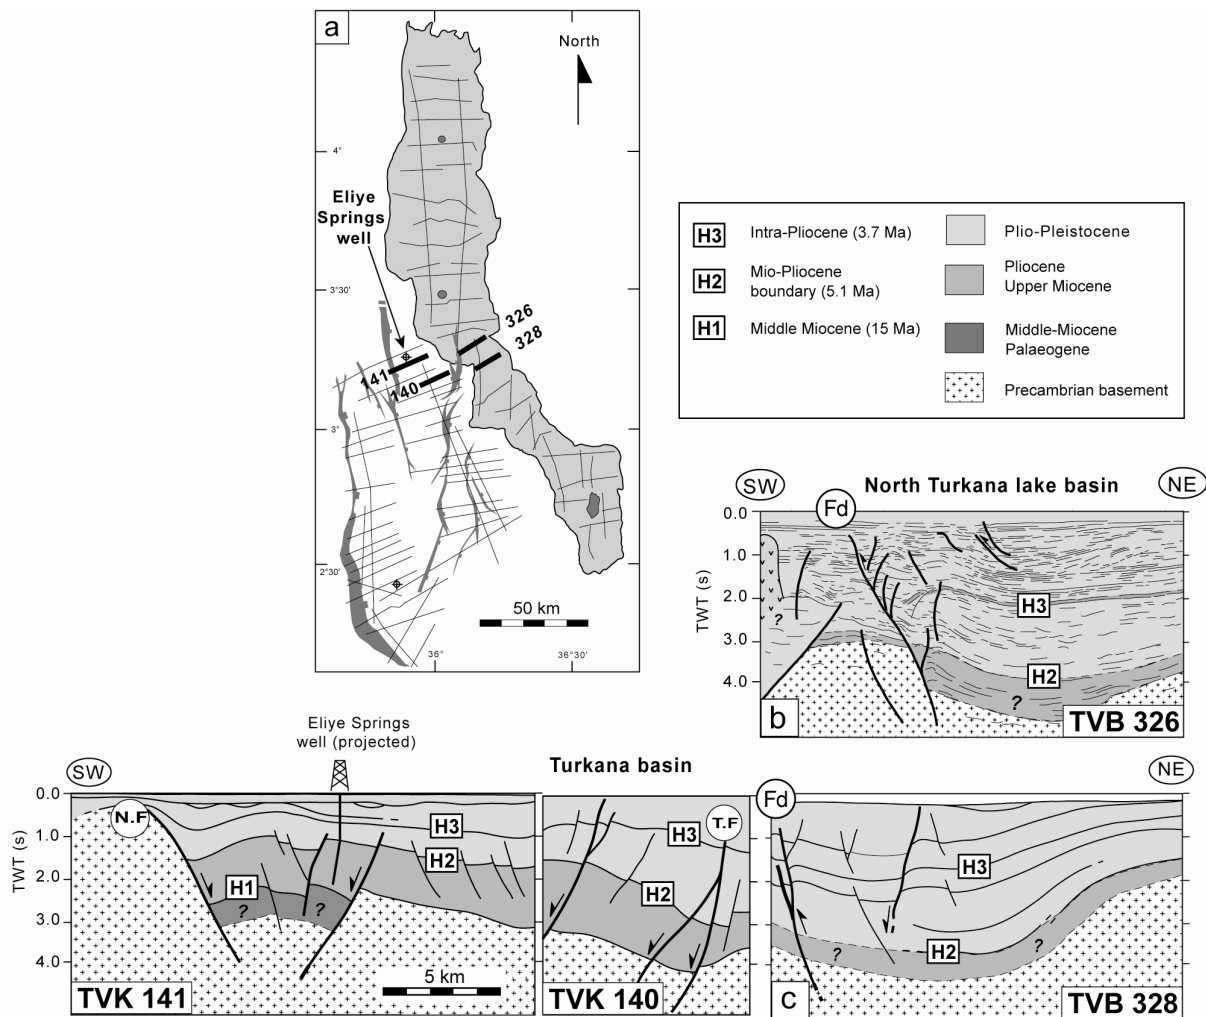 a
North
4°
Eliye
Springs
well
3°30'
326
328
141
140
3°
2°30'
50 km
36°
36°30'
H3 Intra-Pliocene (3.7 Ma)
H2 Mio-Pliocene
boundary (5.1 Ma)
H1 Middle Miocene (15 Ma)
Plio-Pleistocene
Pliocene
Upper Miocene
Middle-Miocene
Palaeogene
Precambrian basement
SW
North Turkana lake basin
NE
Fd
0.0
1.0
2.0
3.0
4.0
TWT (s)
H3
?
H2
?
b
TVB 326
Eliye Springs
well (projected)
SW
Turkana basin
NE
0.0
1.0
2.0
3.0
4.0
TWT (s)
N.F
H3
H2
H1
?
?
5 km
TVK 141
H3
T.F
H2
TVK 140
Fd
H3
H2
?
?
c
TVB 328